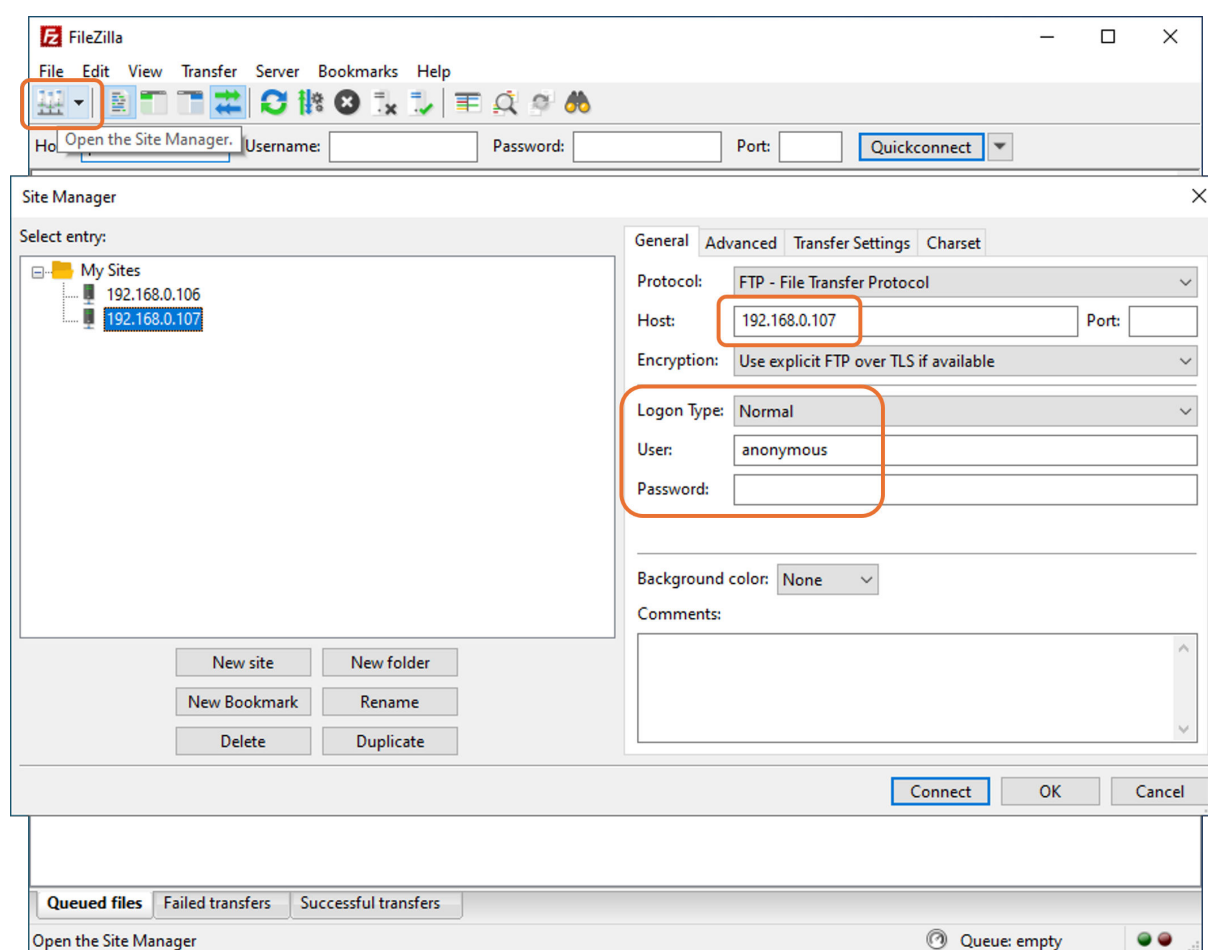 FileZilla
File Edit View Transfer Server Bookmarks Help
Open the Site Manager.
Username: Password: Port: Quickconnect
Site Manager
Select entry:
My Sites
192.168.0.106
192.168.0.107
New site New folder
New Bookmark Rename
Delete Duplicate
General Advanced Transfer Settings Charset
Protocol: FTP - File Transfer Protocol
Host: 192.168.0.107 Port:
Encryption: Use explicit FTP over TLS if available
Logon Type: Normal
User: anonymous
Password:
Background color: None
Comments:
Connect OK Cancel
Queued files Failed transfers Successful transfers
Open the Site Manager Queue: empty